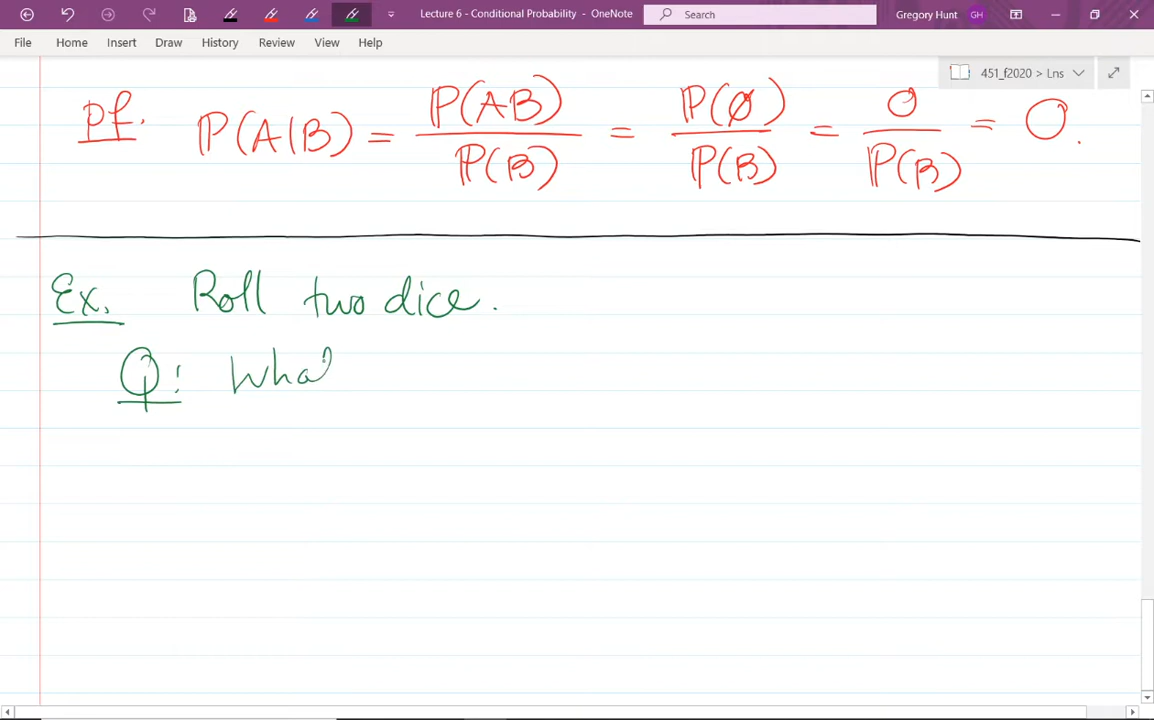 Lecture 6 - Conditional Probability - OneNote
Search
Gregory Hunt GH
File Home Insert Draw History Review View Help
451_f2020 > Lns
pf. P(A|B) = P(AB) / P(B) = P(∅) / P(B) = 0 / P(B) = 0.
Ex. Roll two dice.
Q: Wha